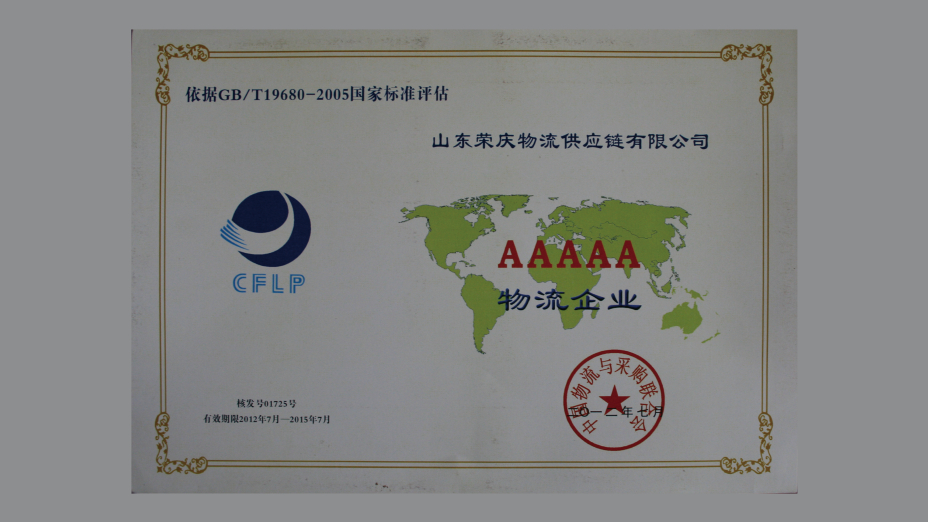 依据GB/T19680-2005国家标准评估
山东荣庆物流供应链有限公司
CFLP
AAAAA
物流企业
中国物流与采购联合会
二〇一二年七月
核发号01725号
有效期限2012年7月—2015年7月